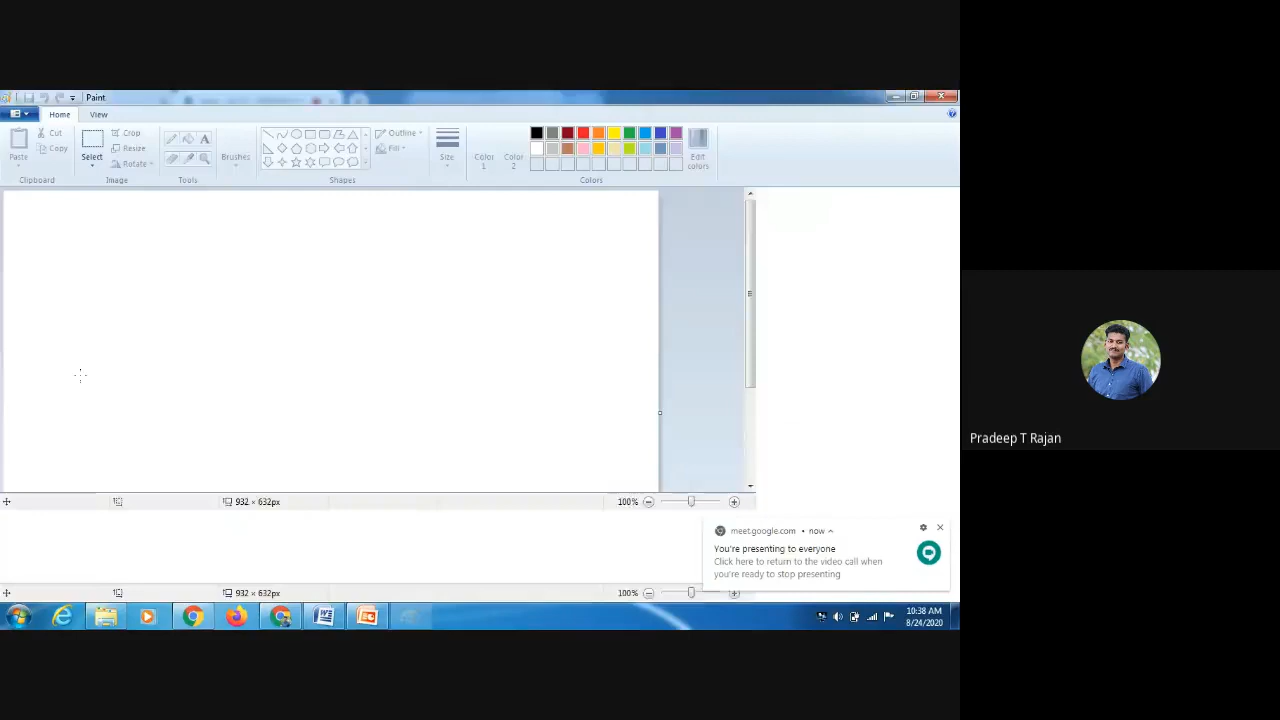 Paint
Home View
Paste
Cut
Copy
Clipboard
Select
Crop
Resize
Rotate
Image
Tools
Brushes
Outline
Fill
Shapes
Size
Color 1
Color 2
Edit colors
Colors
932 × 632px
100%
meet.google.com • now
You're presenting to everyone
Click here to return to the video call when
you're ready to stop presenting
932 × 632px
100%
10:38 AM
8/24/2020
Pradeep T Rajan